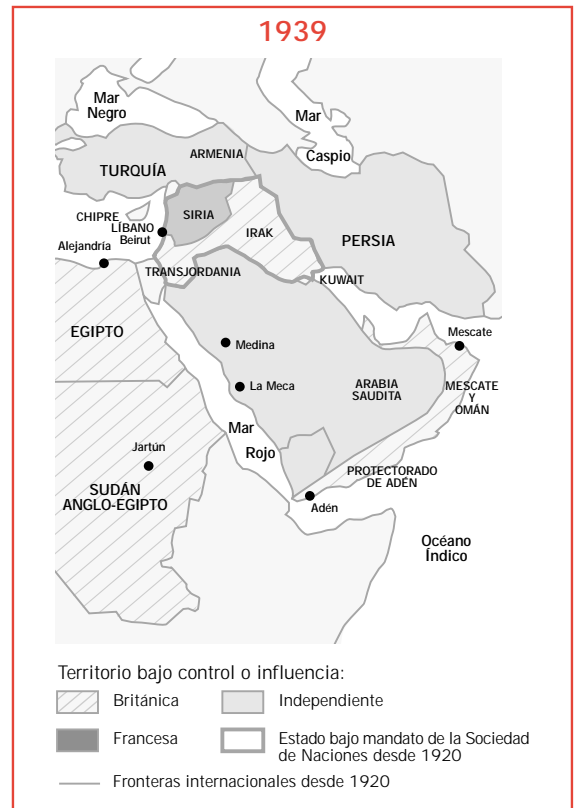 1939
Mar
Negro
Mar
Caspio
ARMENIA
TURQUÍA
CHIPRE
LÍBANO
Beirut
SIRIA
IRAK
PERSIA
Alejandría
TRANSJORDANIA
KUWAIT
EGIPTO
Medina
Mescate
La Meca
ARABIA
SAUDITA
MESCATE
Y
OMÁN
Mar
Rojo
Jartún
SUDÁN
ANGLO-EGIPTO
PROTECTORADO
DE ADÉN
Adén
Océano
Índico
Territorio bajo control o influencia:
Británica
Independiente
Francesa
Estado bajo mandato de la Sociedad
de Naciones desde 1920
Fronteras internacionales desde 1920